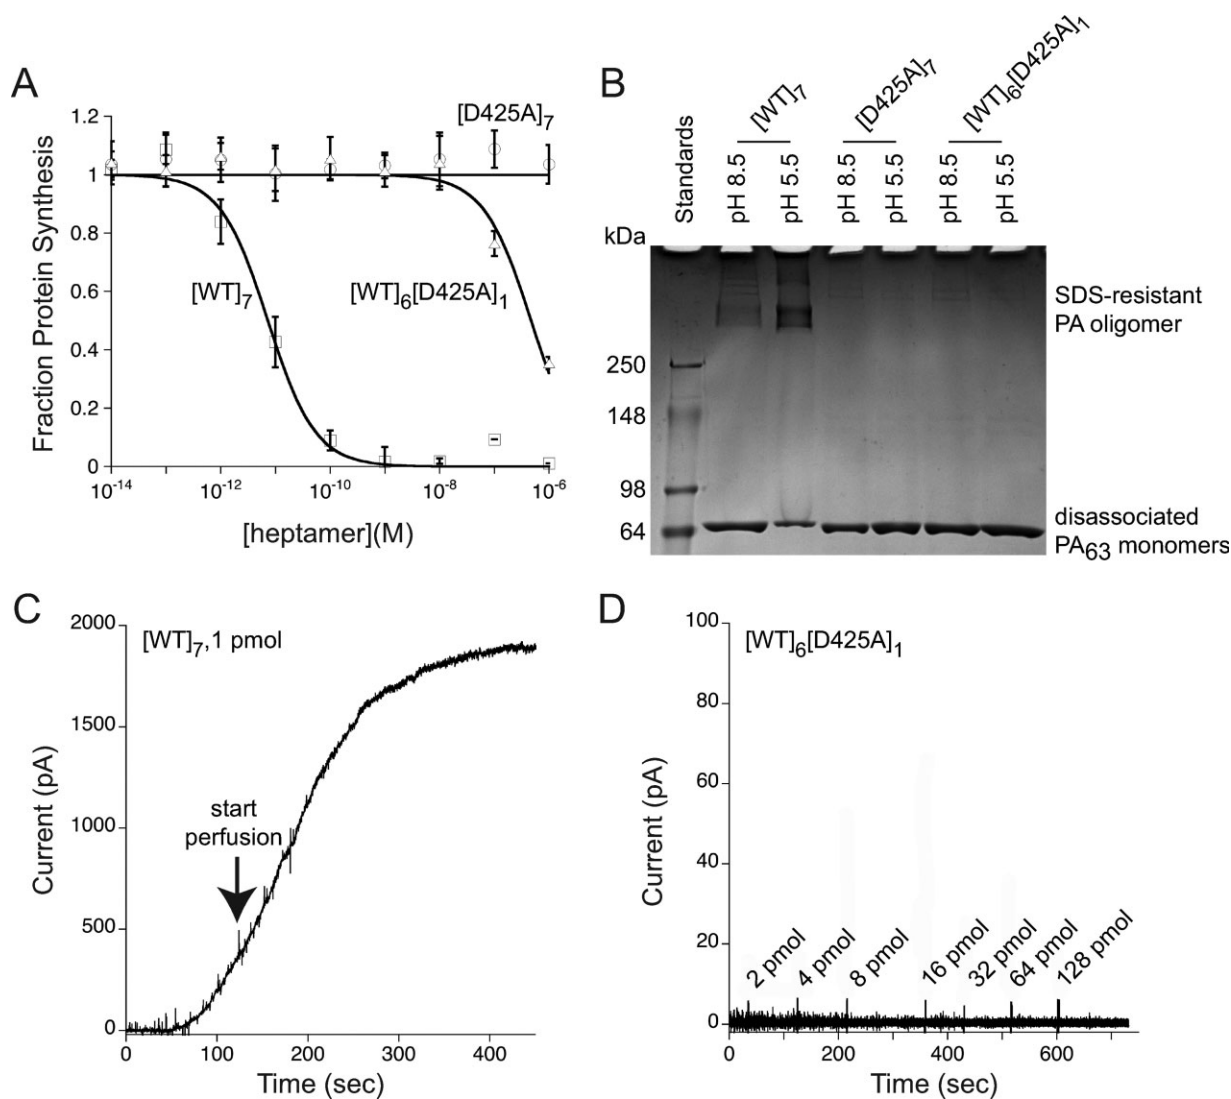 A
1.2
1
0.8
0.6
0.4
0.2
0
Fraction Protein Synthesis
[D425A]7
[WT]7
[WT]6[D425A]1
10-14
10-12
10-10
10-8
10-6
[heptamer](M)
B
[WT]7
[D425A]7
[WT]6[D425A]1
Standards
pH 8.5
pH 5.5
pH 8.5
pH 5.5
pH 8.5
pH 5.5
kDa
250
148
98
64
SDS-resistant
PA oligomer
disassociated
PA63 monomers
C
[WT]7,1 pmol
2000
1500
1000
500
0
Current (pA)
start
perfusion
0
100
200
300
400
Time (sec)
D
[WT]6[D425A]1
100
80
60
40
20
0
Current (pA)
2 pmol
4 pmol
8 pmol
16 pmol
32 pmol
64 pmol
128 pmol
0
200
400
600
Time (sec)